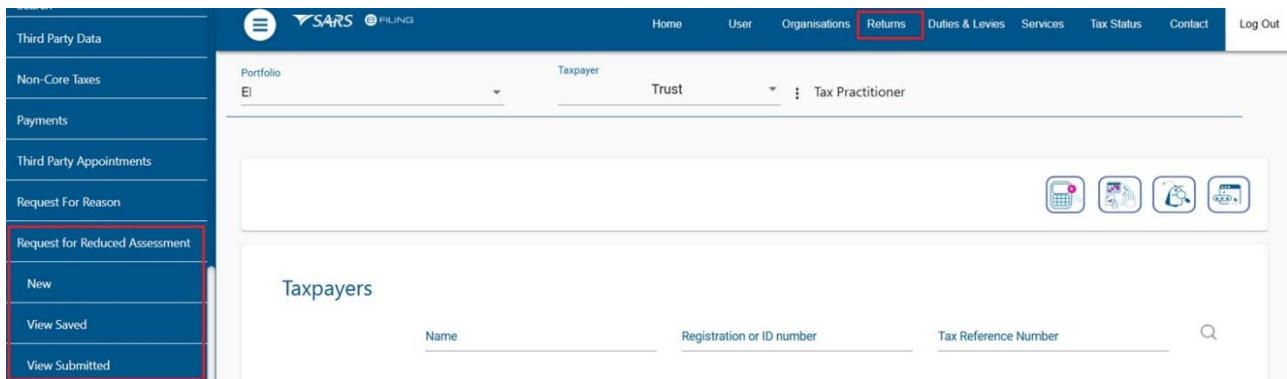 SARS eFILING
Home User Organisations Returns Duties & Levies Services Tax Status Contact Log Out
Third Party Data
Non-Core Taxes
Payments
Third Party Appointments
Request For Reason
Request for Reduced Assessment
New
View Saved
View Submitted
Portfolio
EI
Taxpayer
Trust
Tax Practitioner
Taxpayers
Name
Registration or ID number
Tax Reference Number